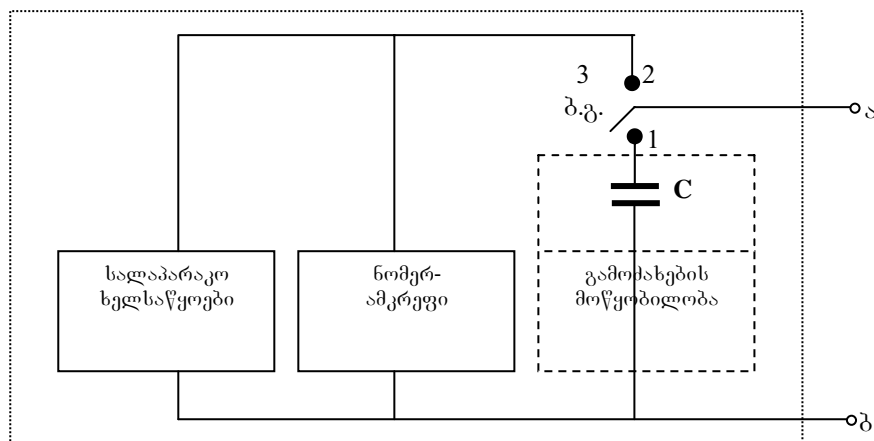 3 2
ბ.გ.
ა
1
C
სალაპარაკო
ხელსაწყოები
ნომერ-
ამკრეფი
გამოძახების
მოწყობილობა
ბ